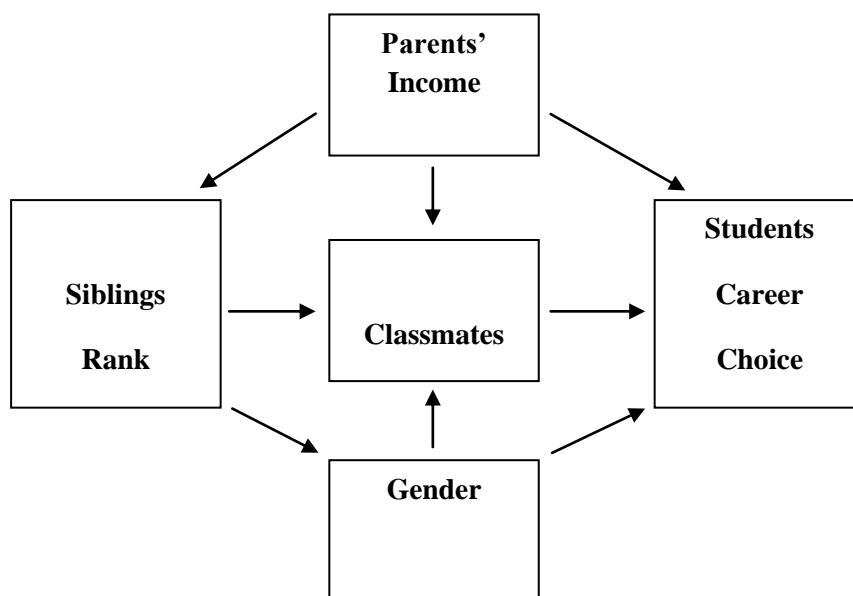 Parents’
Income
Siblings
Rank
Classmates
Students
Career
Choice
Gender